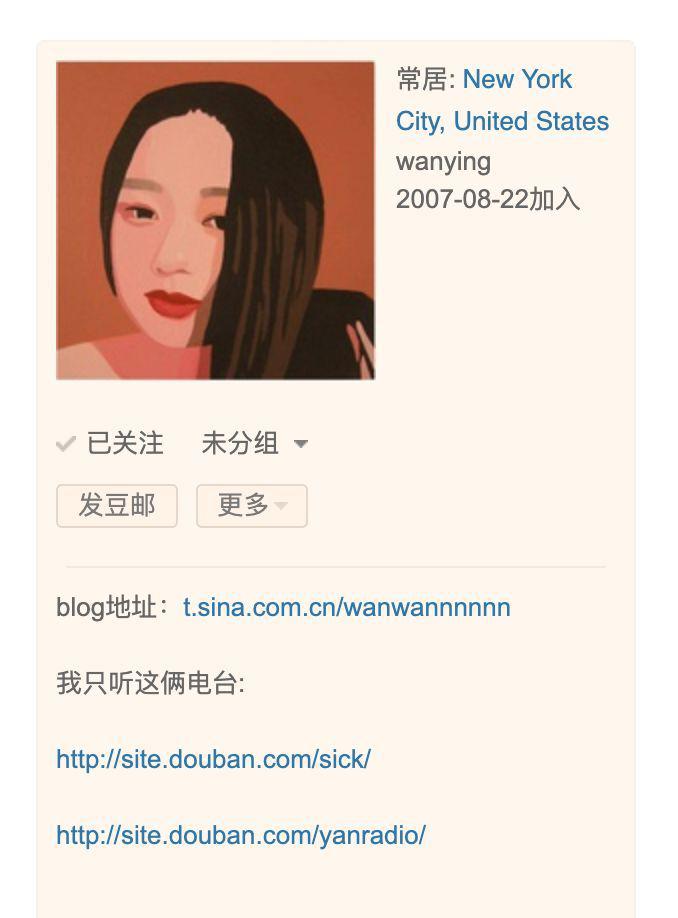 常居: New York
City, United States
wanying
2007-08-22加入
已关注 未分组
发豆邮 更多
blog地址：t.sina.com.cn/wanwannnnnn
我只听这俩电台:
http://site.douban.com/sick/
http://site.douban.com/yanradio/